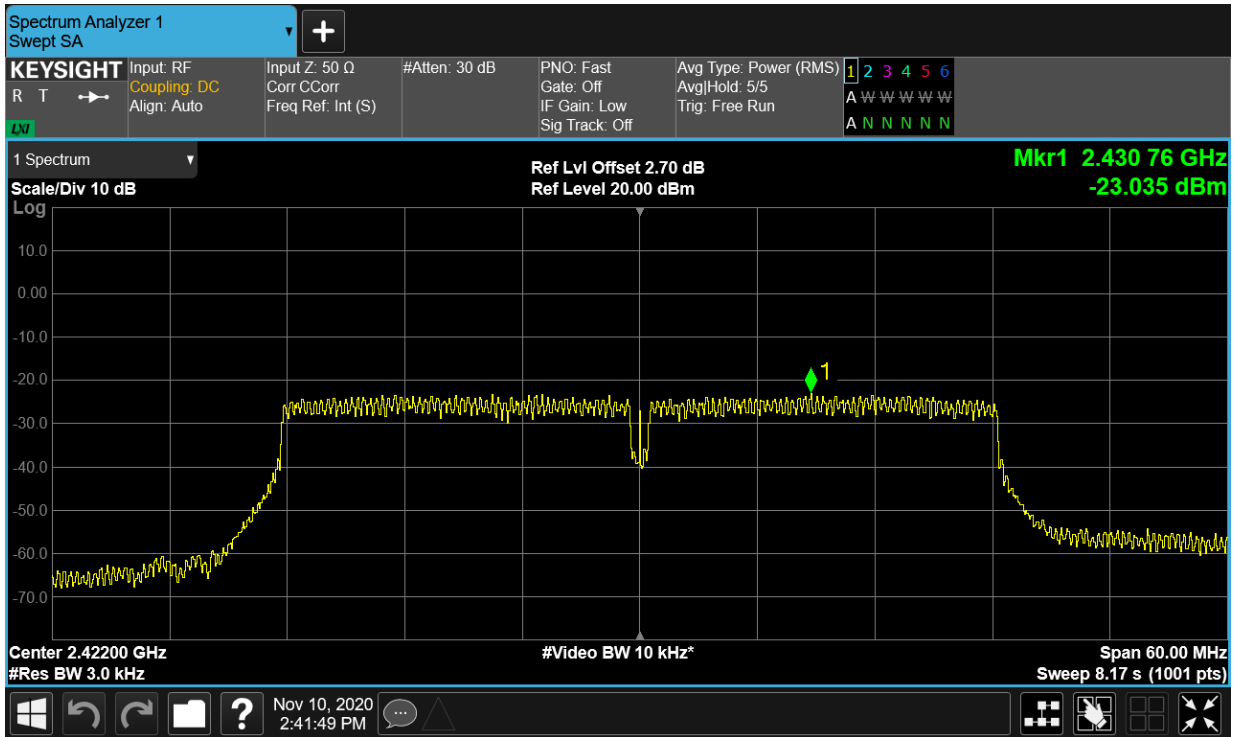 Spectrum Analyzer 1
Swept SA
KEYSIGHT
R T
LXI
Input: RF
Coupling: DC
Align: Auto
Input Z: 50 Ω
Corr CCorr
Freq Ref: Int (S)
#Atten: 30 dB
PNO: Fast
Gate: Off
IF Gain: Low
Sig Track: Off
Avg Type: Power (RMS)
Avg|Hold: 5/5
Trig: Free Run
1 2 3 4 5 6
A W W W W W
A N N N N N
1 Spectrum
Scale/Div 10 dB
Log
Ref Lvl Offset 2.70 dB
Ref Level 20.00 dBm
Mkr1 2.430 76 GHz
-23.035 dBm
10.0
0.00
-10.0
-20.0
-30.0
-40.0
-50.0
-60.0
-70.0
1
Center 2.42200 GHz
#Res BW 3.0 kHz
#Video BW 10 kHz*
Span 60.00 MHz
Sweep 8.17 s (1001 pts)
?
Nov 10, 2020
2:41:49 PM